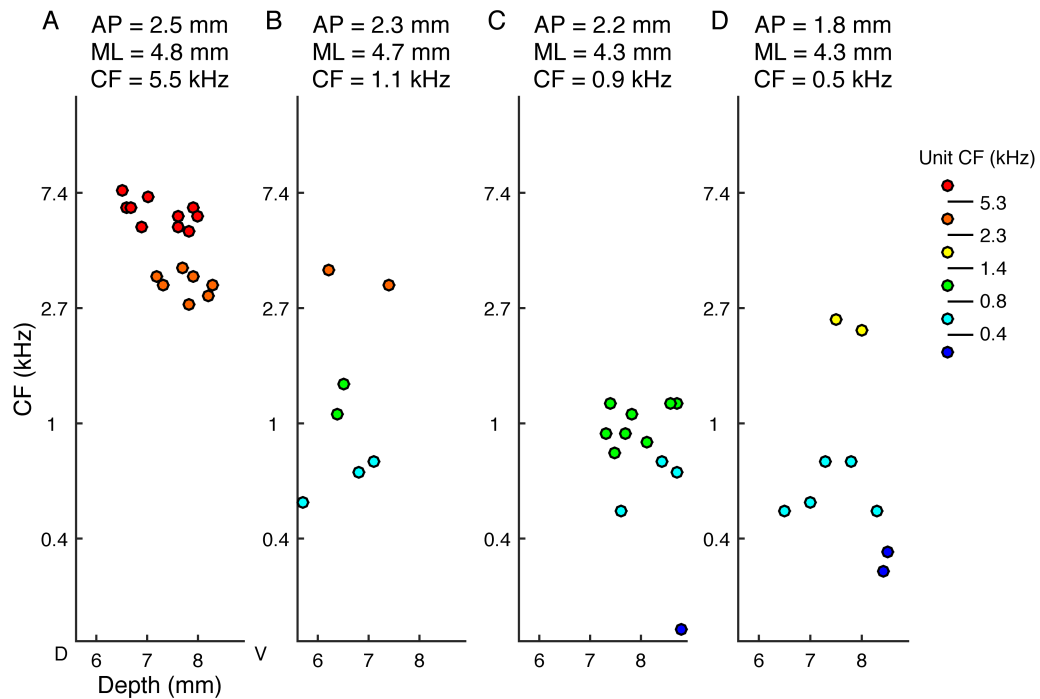 A
AP = 2.5 mm
ML = 4.8 mm
CF = 5.5 kHz
B
AP = 2.3 mm
ML = 4.7 mm
CF = 1.1 kHz
C
AP = 2.2 mm
ML = 4.3 mm
CF = 0.9 kHz
D
AP = 1.8 mm
ML = 4.3 mm
CF = 0.5 kHz
CF (kHz)
7.4
2.7
1
0.4
7.4
2.7
1
0.4
7.4
2.7
1
0.4
7.4
2.7
1
0.4
Unit CF (kHz)
5.3
2.3
1.4
0.8
0.4
D
6 7 8
V
6 7 8
6 7 8
6 7 8
Depth (mm)